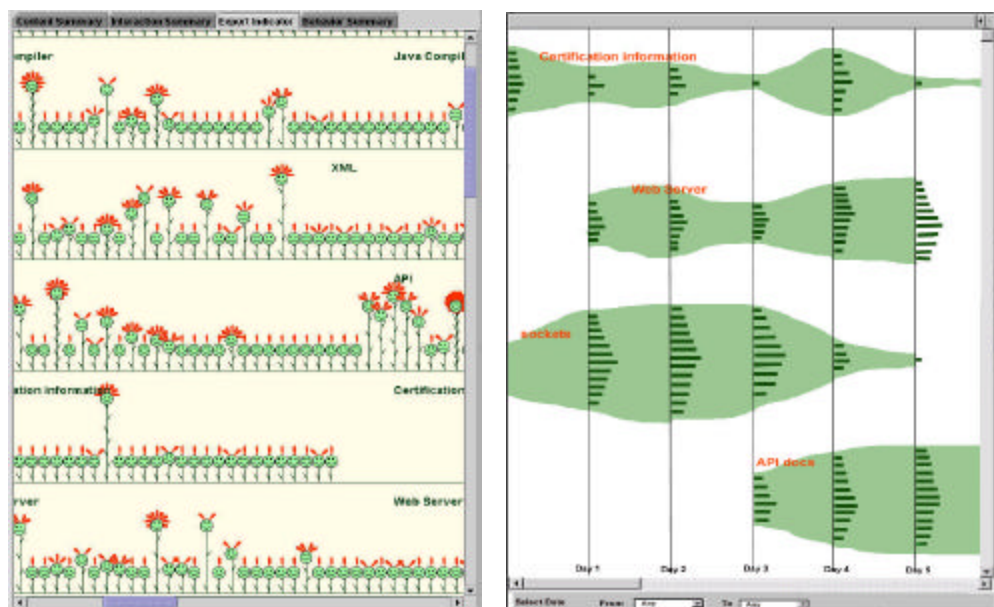 Content Summary Interaction Summary Expert Indicator Behavior Summary
mpiler Java Compil
XML
API
ation Information Certification
rver Web Server
Certification Information
Web Server
sockets
API docs
Day 1 Day 2 Day 3 Day 4 Day 5
Select Date From: Any To Any